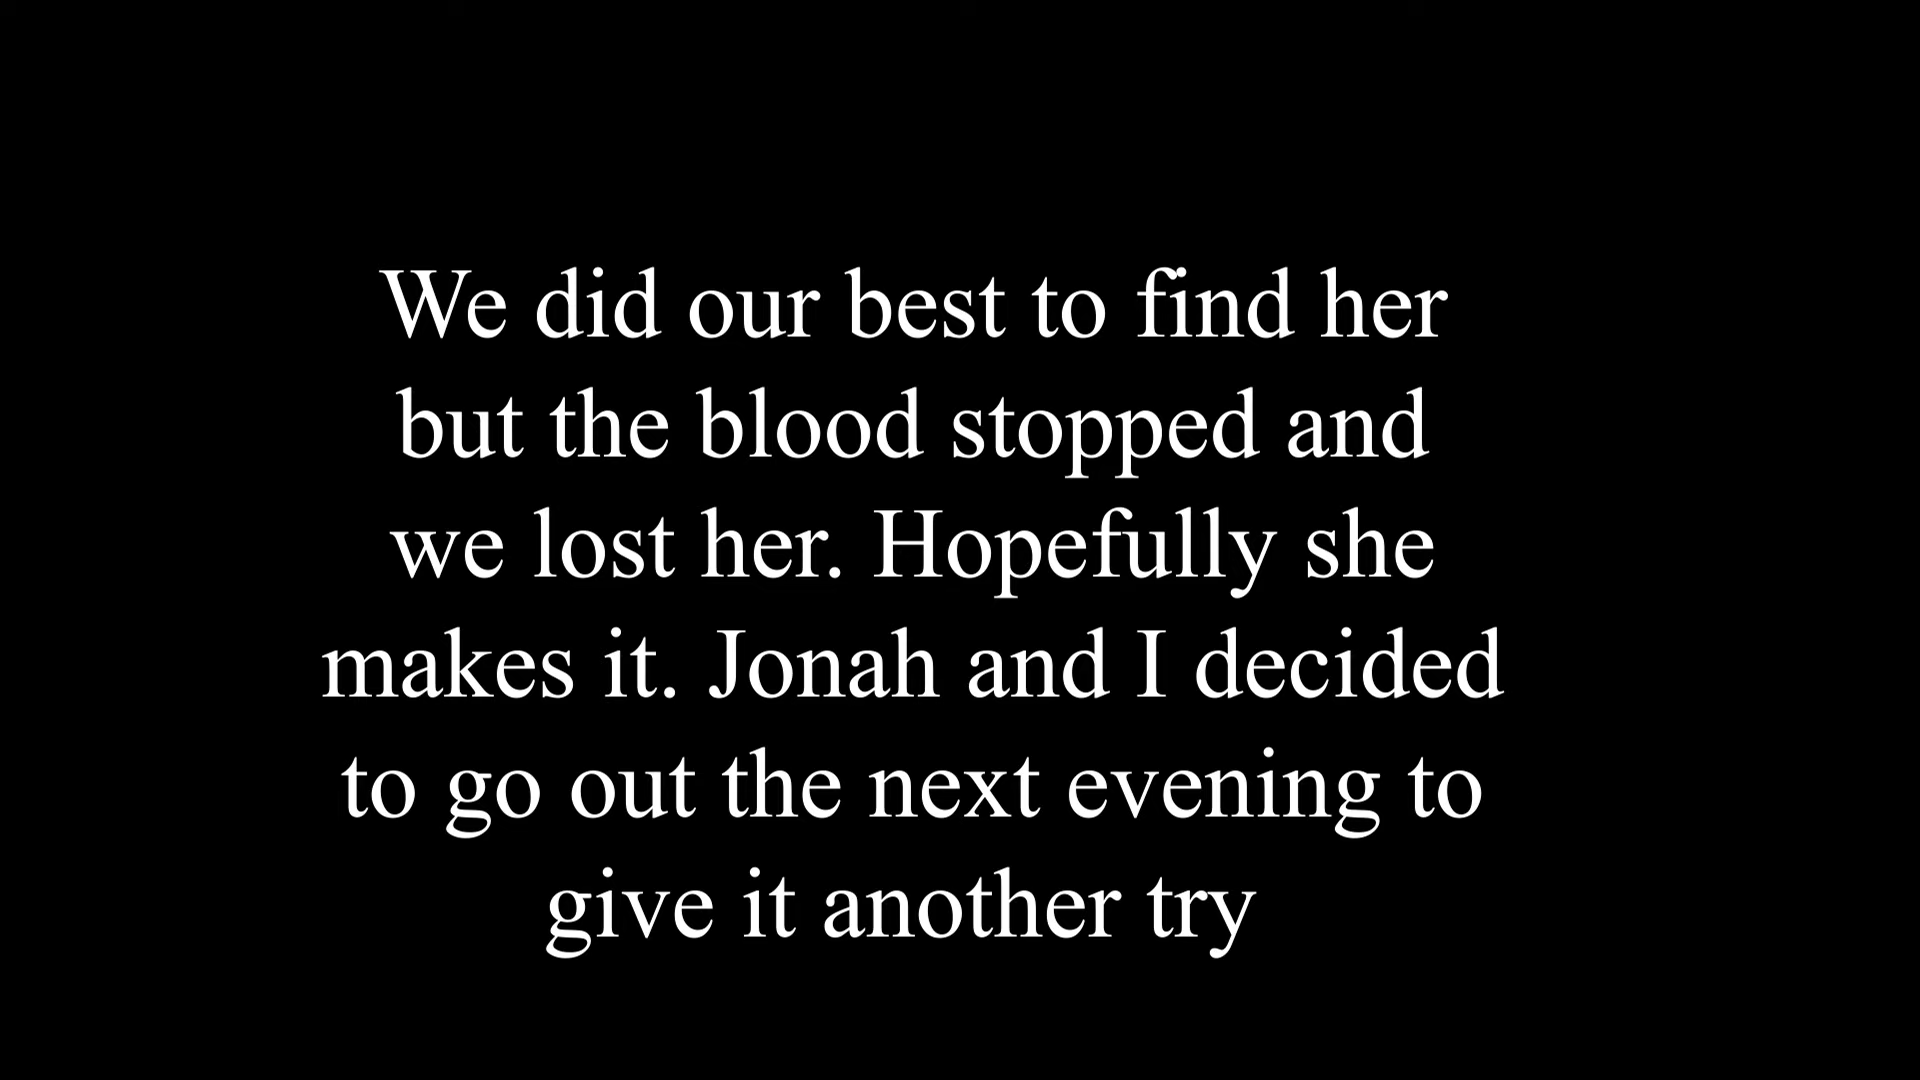 We did our best to find her
but the blood stopped and
we lost her. Hopefully she
makes it. Jonah and I decided
to go out the next evening to
give it another try